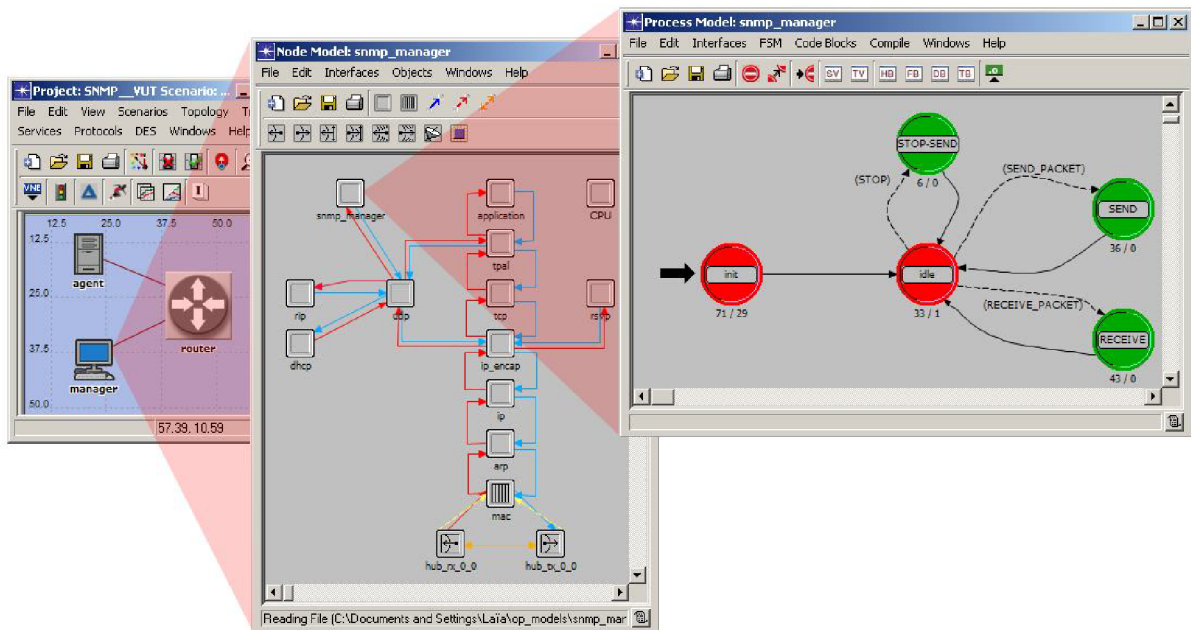 Project: SNMP__VUT Scenario: ...
File Edit View Scenarios Topology
Services Protocols DES Windows Help
VNE
12.5 25.0 37.5 50.0
12.5
25.0
37.5
50.0
agent
router
manager
57.39, 10.59
Node Model: snmp_manager
File Edit Interfaces Objects Windows Help
snmp_manager
application
CPU
tpal
rip
tcp
rsvp
dhcp
ip_encap
ip
arp
mac
hub_rx_0_0
hub_tx_0_0
Reading File (C:\Documents and Settings\Laïa\op_models\snmp_mar
Process Model: snmp_manager
File Edit Interfaces FSM Code Blocks Compile Windows Help
SV TV HB FB DB TB
STOP-SEND
6 / 0
(STOP)
(SEND_PACKET)
SEND
36 / 0
init
71 / 29
idle
33 / 1
(RECEIVE_PACKET)
RECEIVE
43 / 0